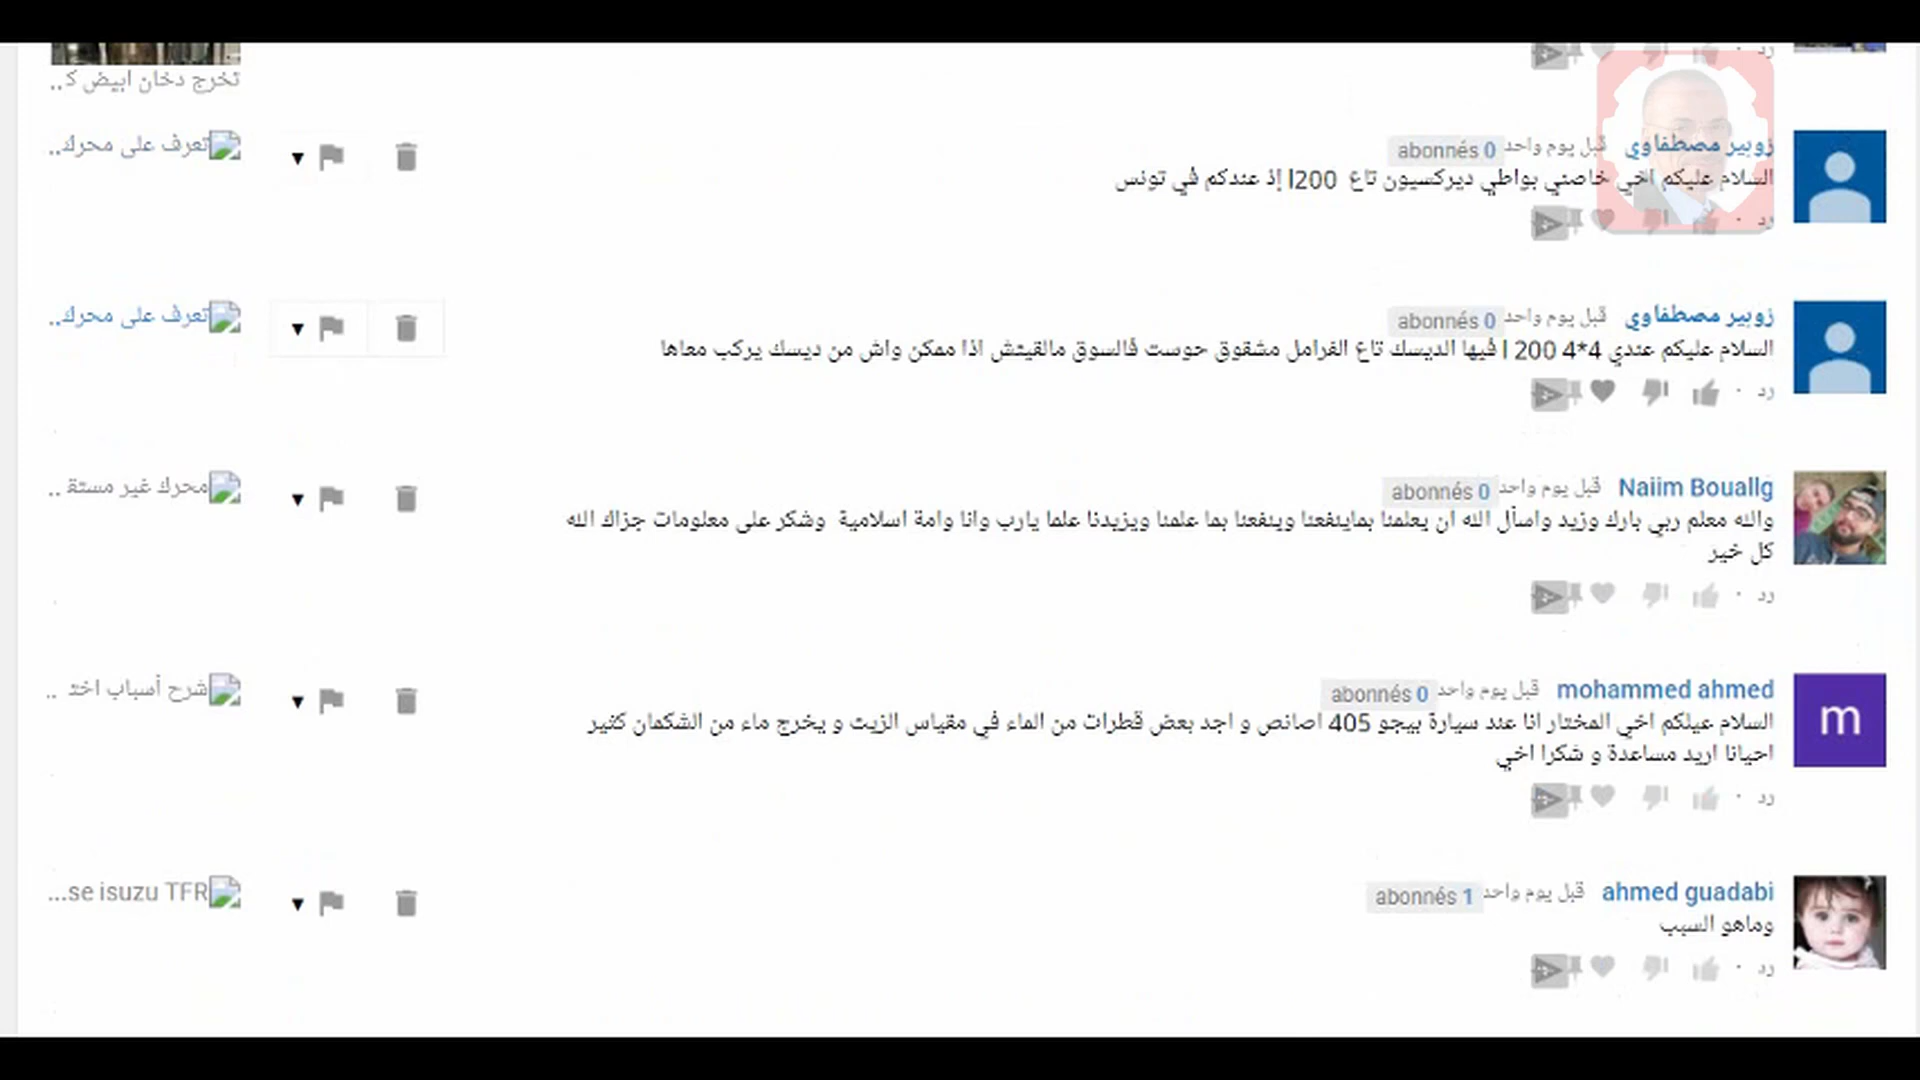 تخرج دخان ابيض ك..
رد
زوبير مصطفاوي قبل يوم واحد abonnés 0
تعرف على محرك..
السلام عليكم اخي خاصني بواطي ديركسيون تاع l200 إذ عندكم في تونس
رد
زوبير مصطفاوي قبل يوم واحد abonnés 0
تعرف على محرك..
السلام عليكم عندي 4*4 l 200 فيها الديسك تاع الفرامل مشقوق حوست فالسوق مالقيتش اذا ممكن واش من ديسك يركب معاها
رد
Naiim Bouallg قبل يوم واحد abonnés 0
محرك غير مستق ..
والله معلم ربي بارك وزيد واسأل الله ان يعلمنا بماينفعنا وينفعنا بما علمنا ويزيدنا علما يارب وانا وامة اسلامية وشكر على معلومات جزاك الله
كل خير
رد
mohammed ahmed قبل يوم واحد abonnés 0
شرح أسباب اخت ..
السلام عيلكم اخي المختار انا عند سيارة بيجو 405 اصانص و اجد بعض قطرات من الماء في مقياس الزيت و يخرج ماء من الشكمان كثير
احيانا اريد مساعدة و شكرا اخي
رد
ahmed guadabi قبل يوم واحد abonnés 1
...se isuzu TFR
وماهو السبب
رد